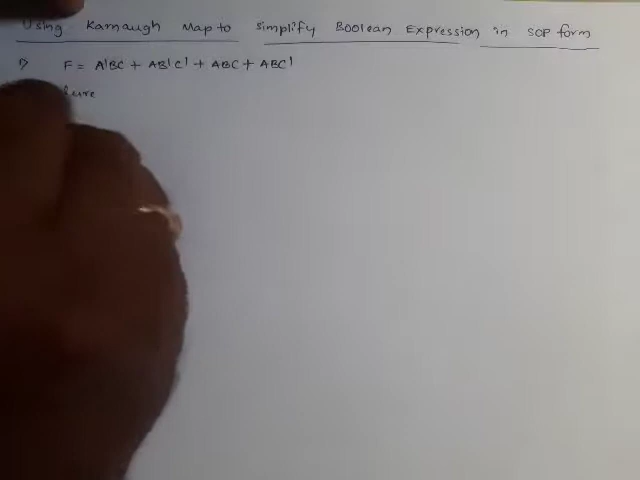 Using Karnaugh Map to simplify Boolean Expression in SOP form
1) F = A'BC + AB'C' + ABC + ABC'